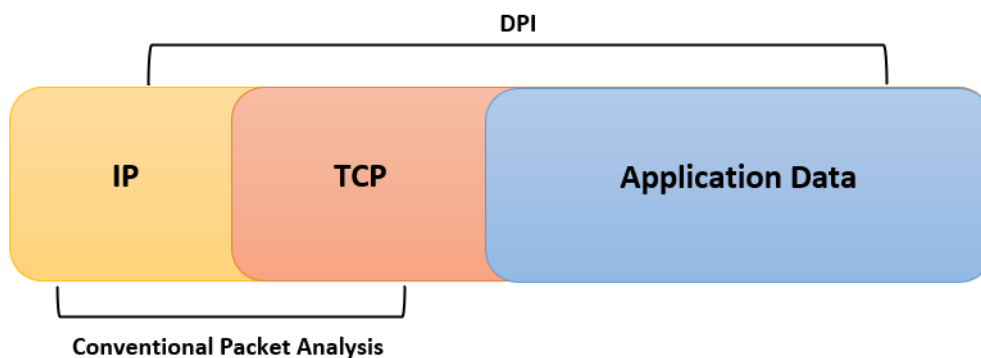 DPI
IP
TCP
Application Data
Conventional Packet Analysis